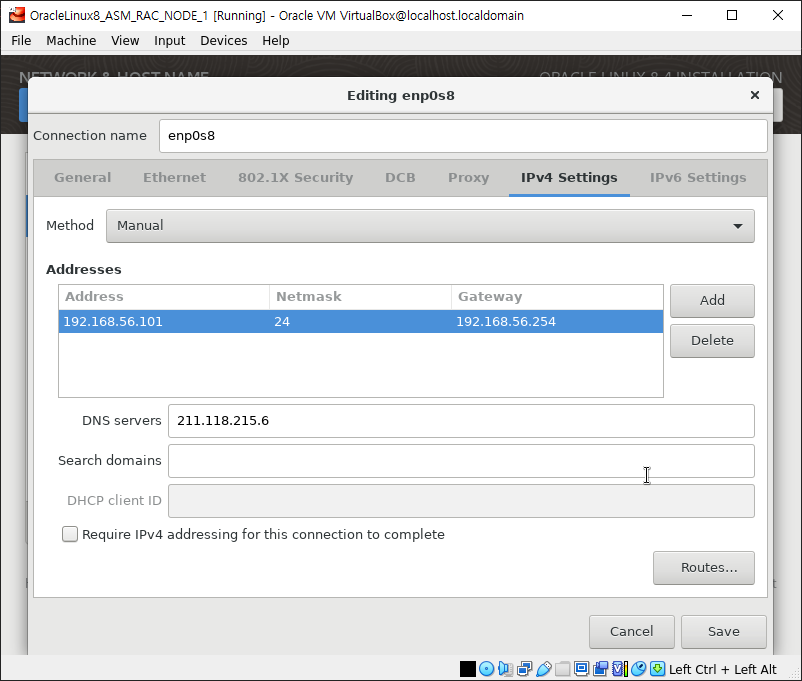 OracleLinux8_ASM_RAC_NODE_1 [Running] - Oracle VM VirtualBox@localhost.localdomain
File Machine View Input Devices Help
NETWORK & HOST NAME ORACLE LINUX 8.4 INSTALLATION
Editing enp0s8
Connection name enp0s8
General Ethernet 802.1X Security DCB Proxy IPv4 Settings IPv6 Settings
Method Manual
Addresses
Address Netmask Gateway Add
192.168.56.101 24 192.168.56.254
Delete
DNS servers 211.118.215.6
Search domains
DHCP client ID
Require IPv4 addressing for this connection to complete
Routes...
Cancel Save
Left Ctrl + Left Alt